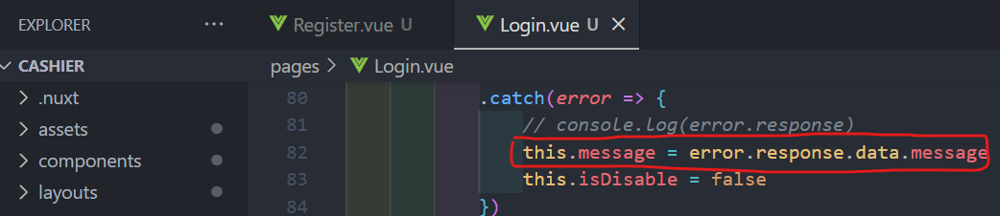 EXPLORER ...
Register.vue U
Login.vue U
CASHIER
pages > Login.vue
> .nuxt
> assets
> components
> layouts
80 .catch(error => {
81 // console.log(error.response)
82 this.message = error.response.data.message
83 this.isDisable = false
84 })